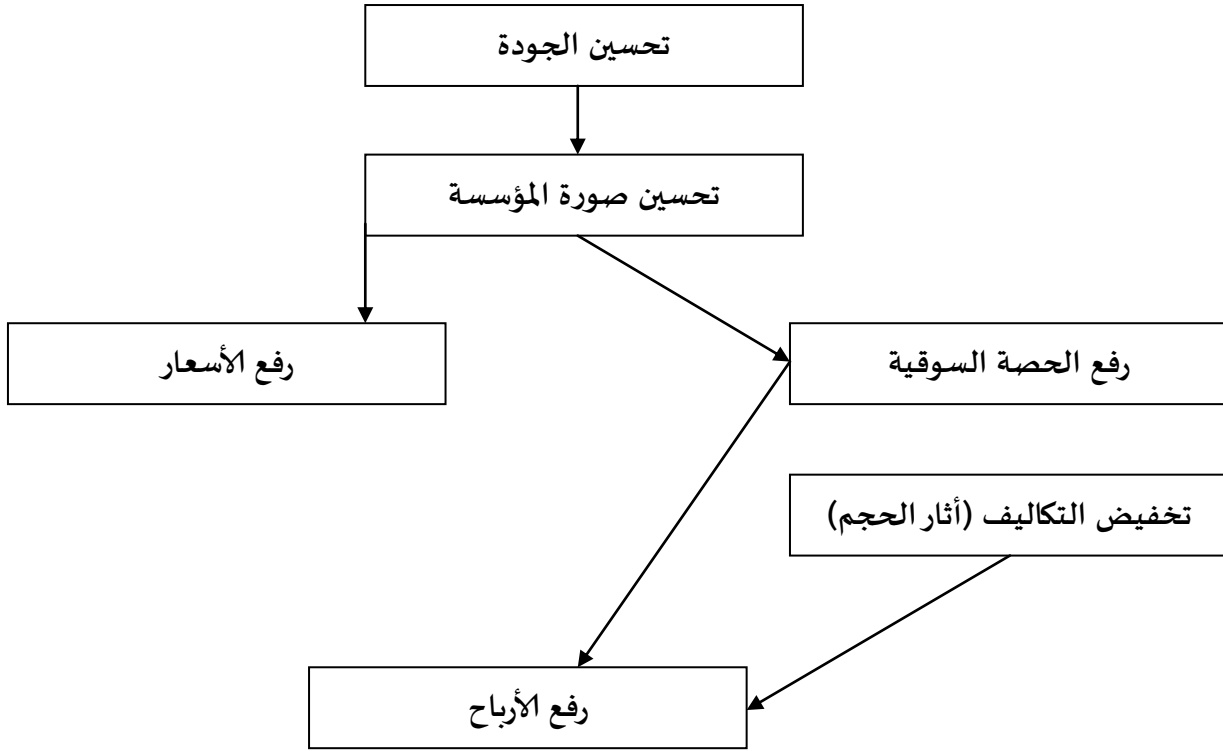 تحسين الجودة
تحسين صورة المؤسسة
رفع الحصة السوقية
رفع الأسعار
تخفيض التكاليف (أثار الحجم)
رفع الأرباح